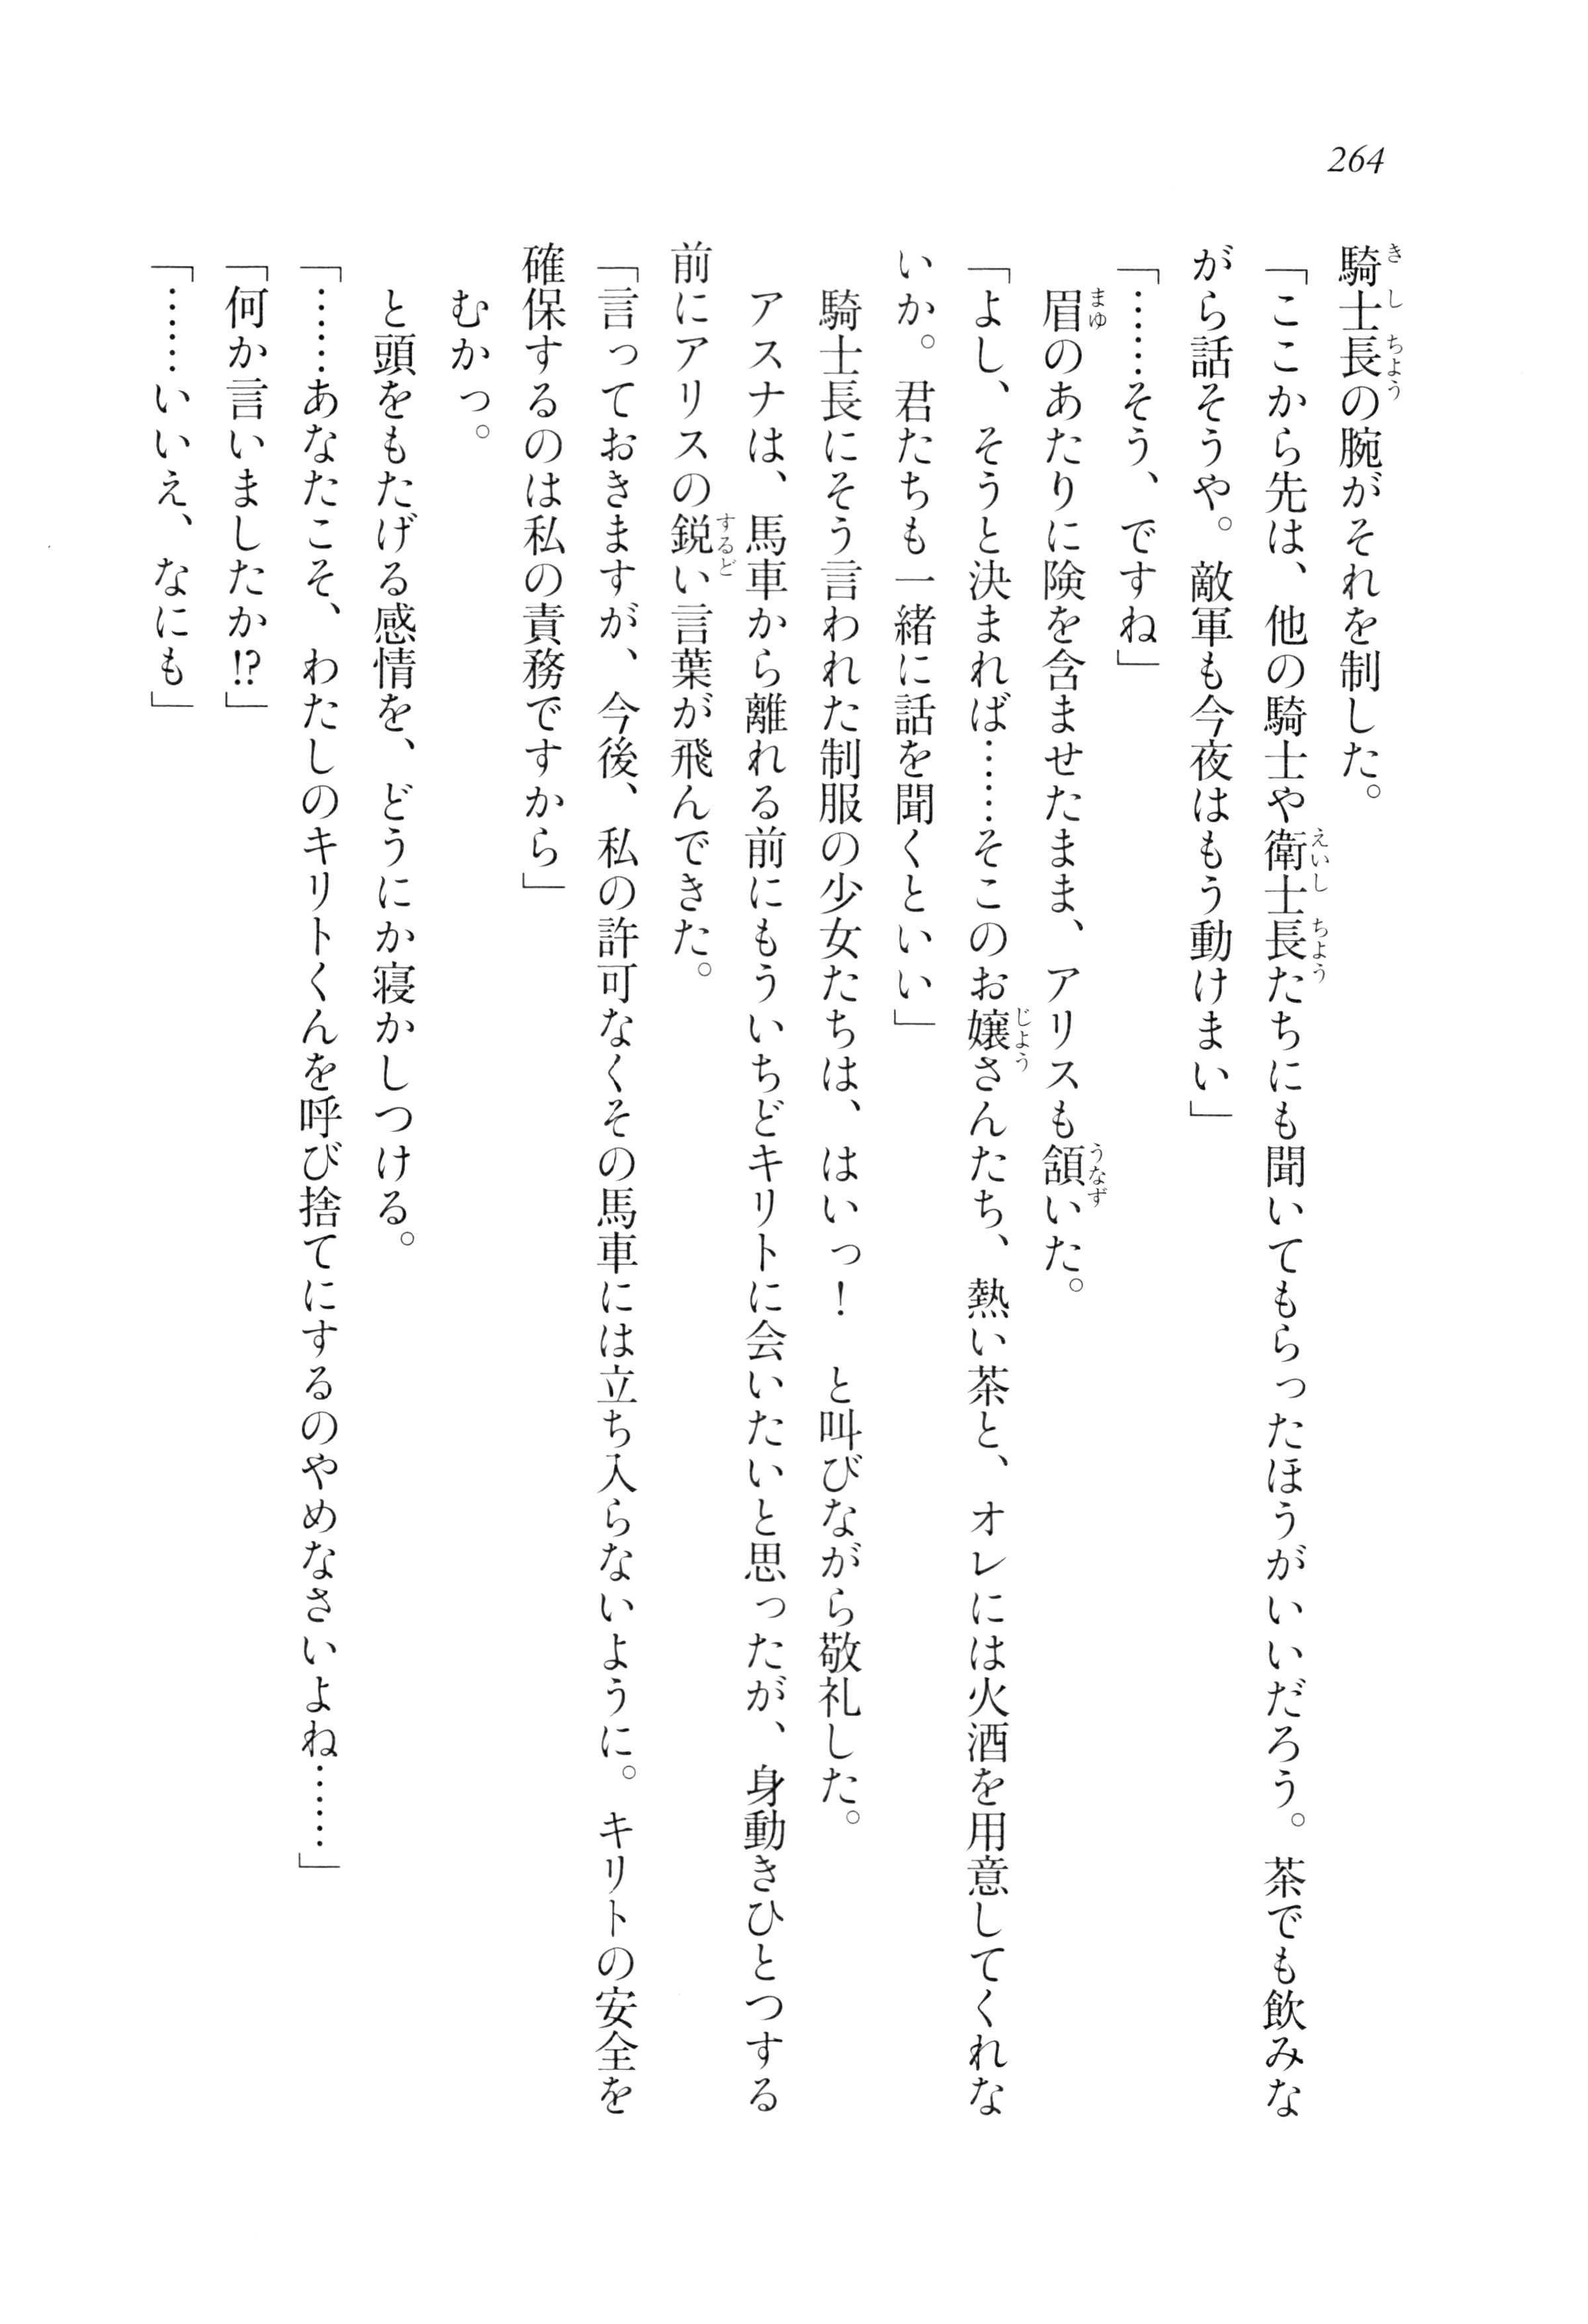 264
騎士長の腕がそれを制した。
「ここから先は、他の騎士や衛士長たちにも聞いてもらったほうがいいだろう。茶でも飲みな
がら話そうや。敵軍も今夜はもう動けまい」
「……そう、ですね」
　眉のあたりに険を含ませたまま、アリスも頷いた。
「よし、そうと決まれば……そこのお嬢さんたち、熱い茶と、オレには火酒を用意してくれな
いか。君たちも一緒に話を聞くといい」
　騎士長にそう言われた制服の少女たちは、はいっ！　と叫びながら敬礼した。
　アスナは、馬車から離れる前にもういちどキリトに会いたいと思ったが、身動きひとつする
前にアリスの鋭い言葉が飛んできた。
「言っておきますが、今後、私の許可なくその馬車には立ち入らないように。キリトの安全を
確保するのは私の責務ですから」
　むかっ。
　と頭をもたげる感情を、どうにか寝かしつける。
「……あなたこそ、わたしのキリトくんを呼び捨てにするのやめなさいよね……」
「何か言いましたか!?」
「……いいえ、なにも」